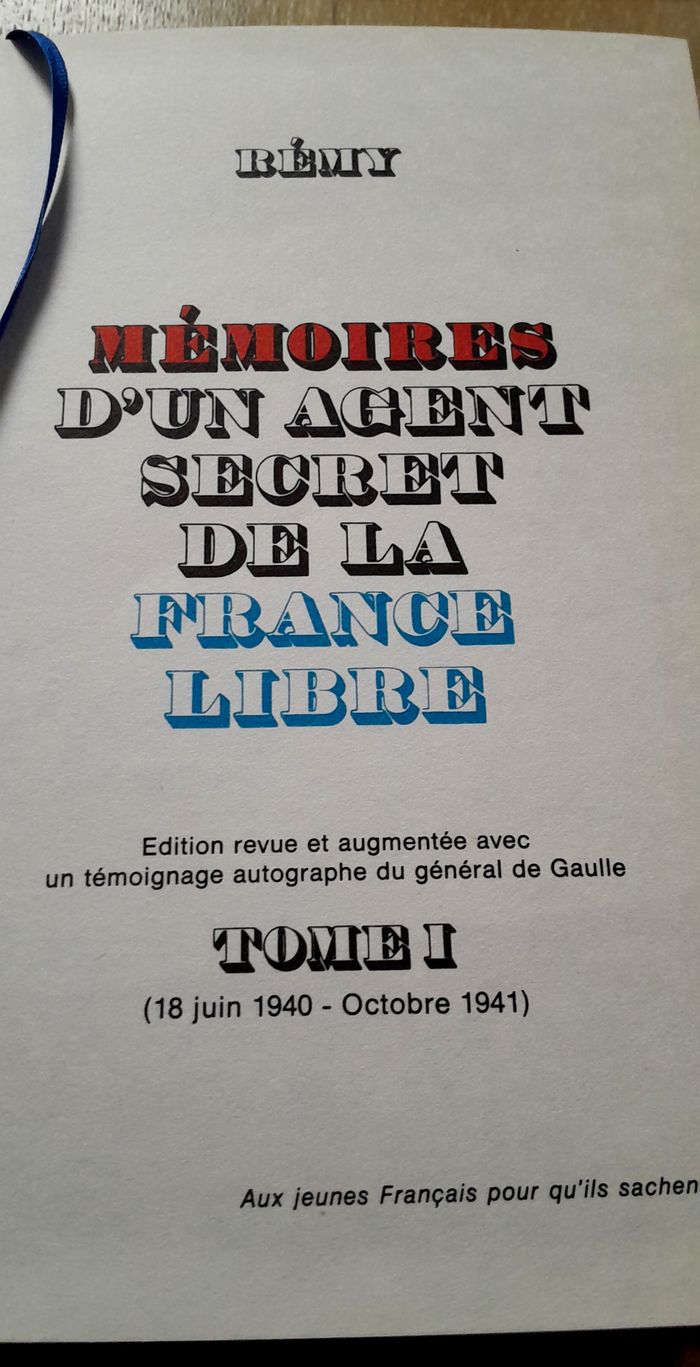 RÉMY
MÉMOIRES
D'UN AGENT
SECRET
DE LA
FRANCE
LIBRE
Edition revue et augmentée avec
un témoignage autographe du général de Gaulle
TOME I
(18 juin 1940 - Octobre 1941)
Aux jeunes Français pour qu'ils sachen